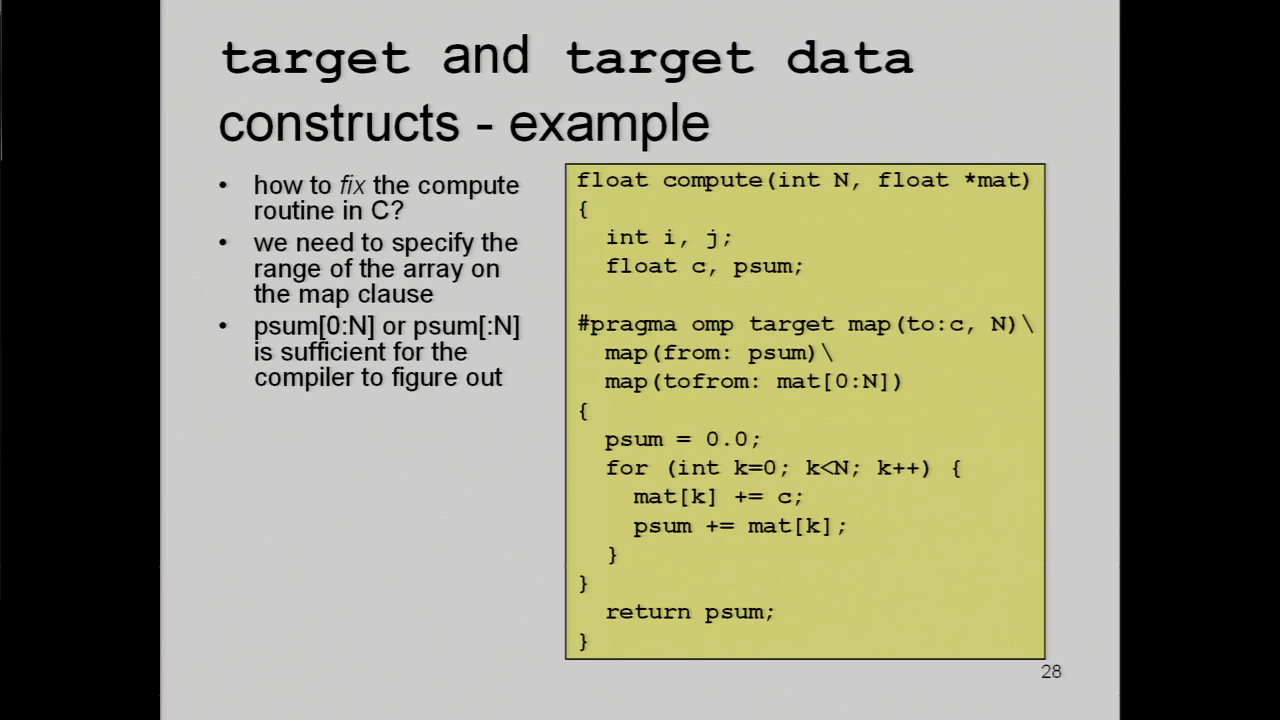 target and target data
constructs - example
• how to fix the compute
routine in C?
• we need to specify the
range of the array on
the map clause
• psum[0:N] or psum[:N]
is sufficient for the
compiler to figure out
float compute(int N, float *mat)
{
int i, j;
float c, psum;
#pragma omp target map(to:c, N)\
map(from: psum)\
map(tofrom: mat[0:N])
{
psum = 0.0;
for (int k=0; k<N; k++) {
mat[k] += c;
psum += mat[k];
}
}
return psum;
}
28